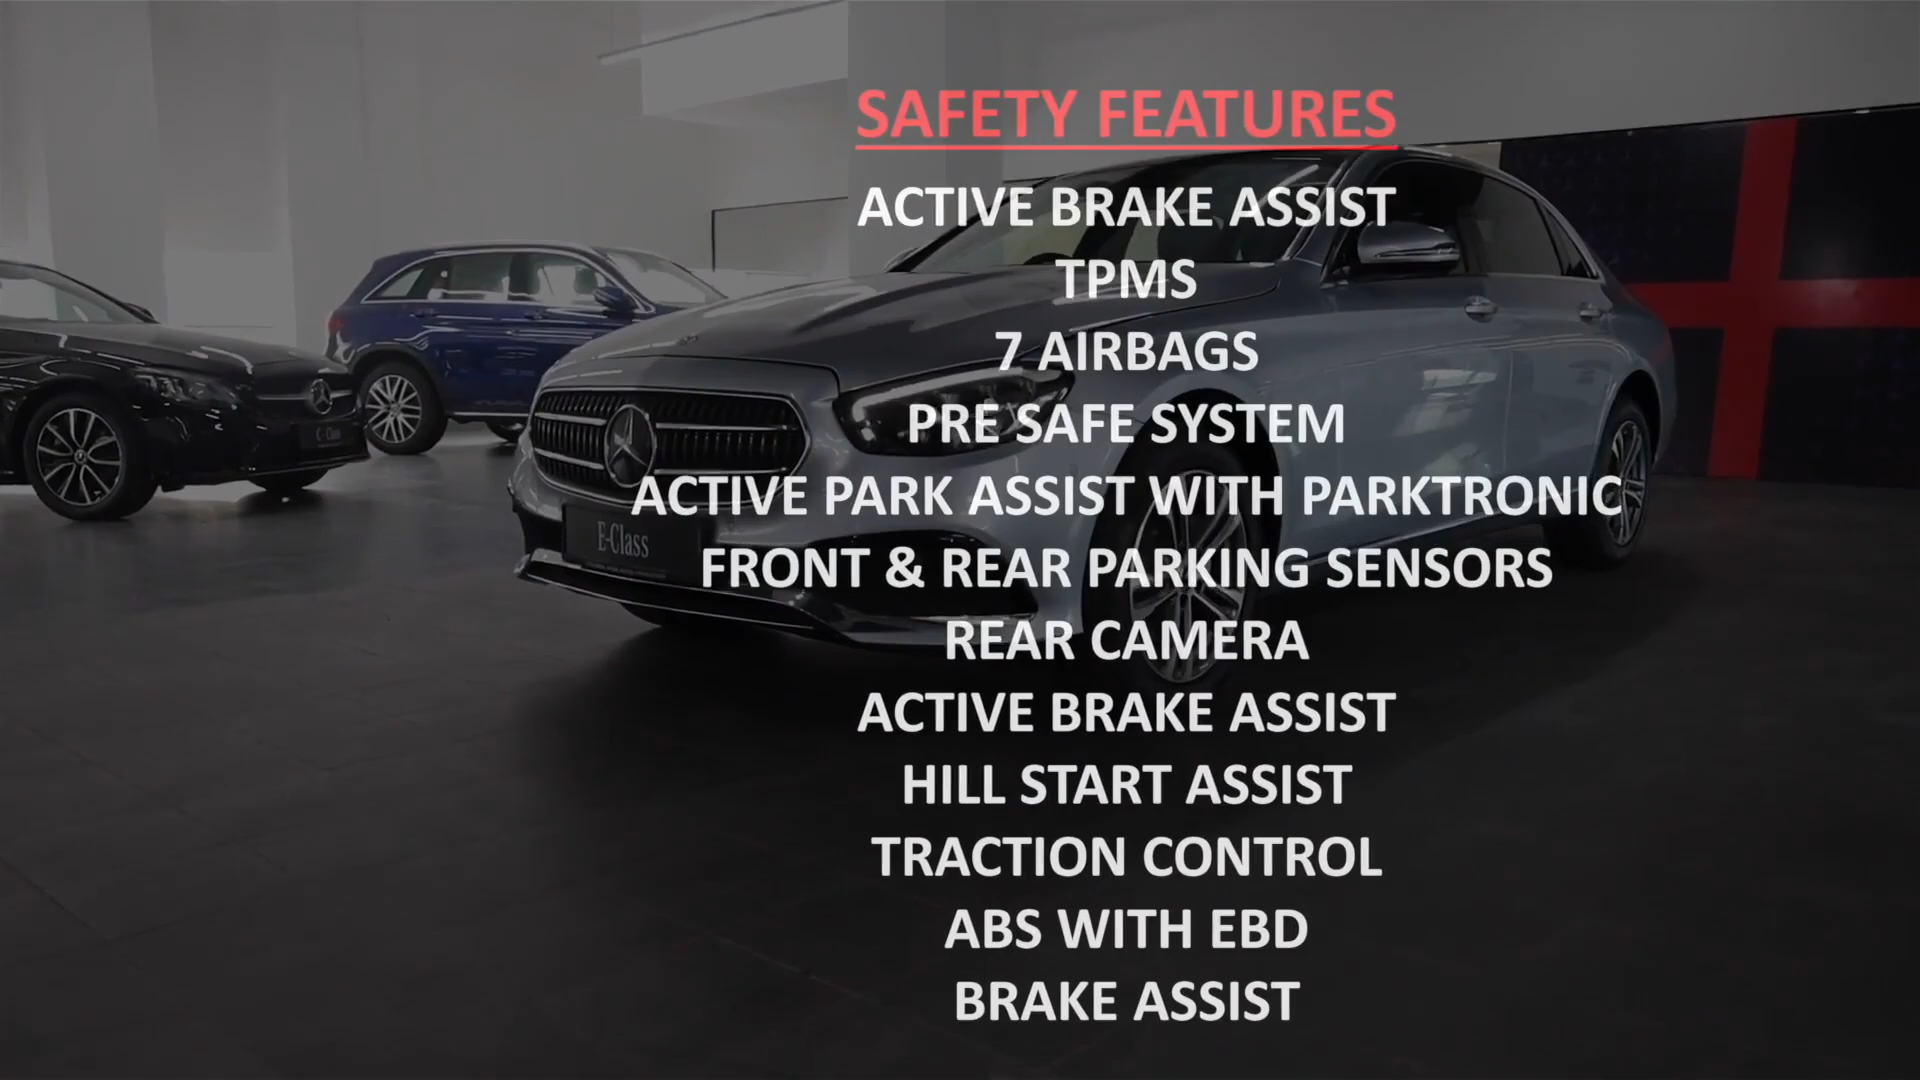 SAFETY FEATURES
ACTIVE BRAKE ASSIST
TPMS
7 AIRBAGS
PRE SAFE SYSTEM
ACTIVE PARK ASSIST WITH PARKTRONIC
FRONT & REAR PARKING SENSORS
REAR CAMERA
ACTIVE BRAKE ASSIST
HILL START ASSIST
TRACTION CONTROL
ABS WITH EBD
BRAKE ASSIST
E-Class
C-Class